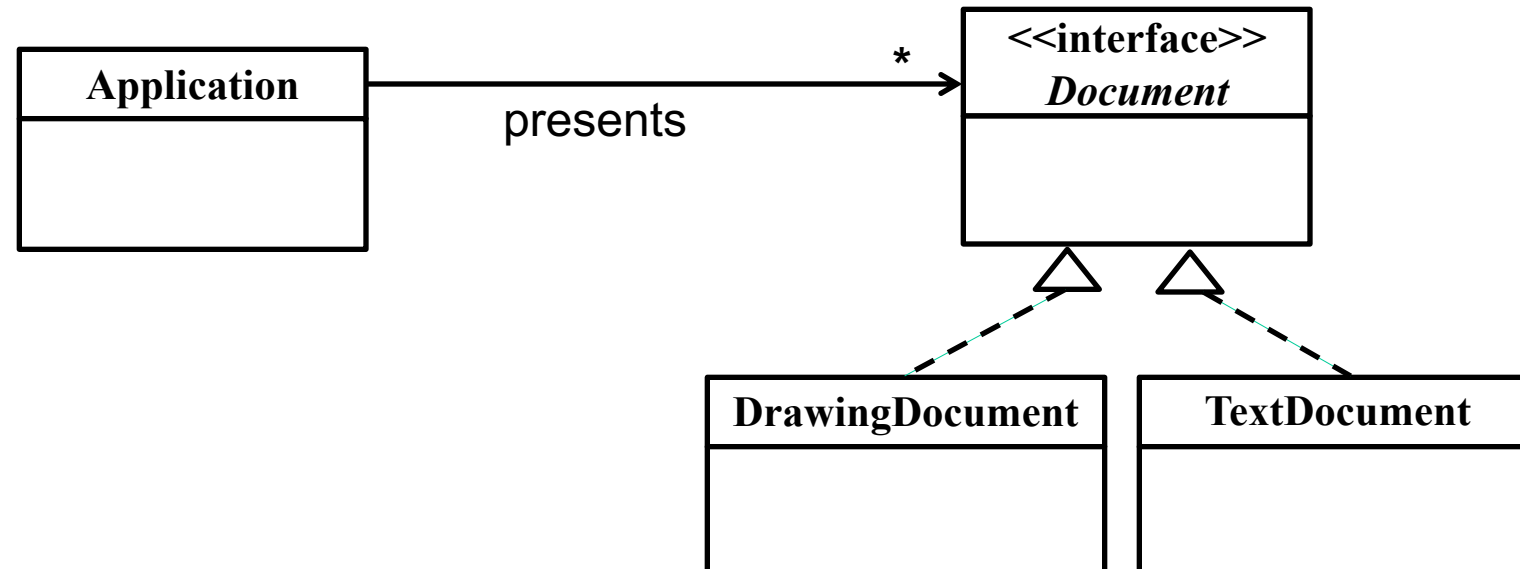 Application
presents
*
<<interface>>
Document
DrawingDocument
TextDocument